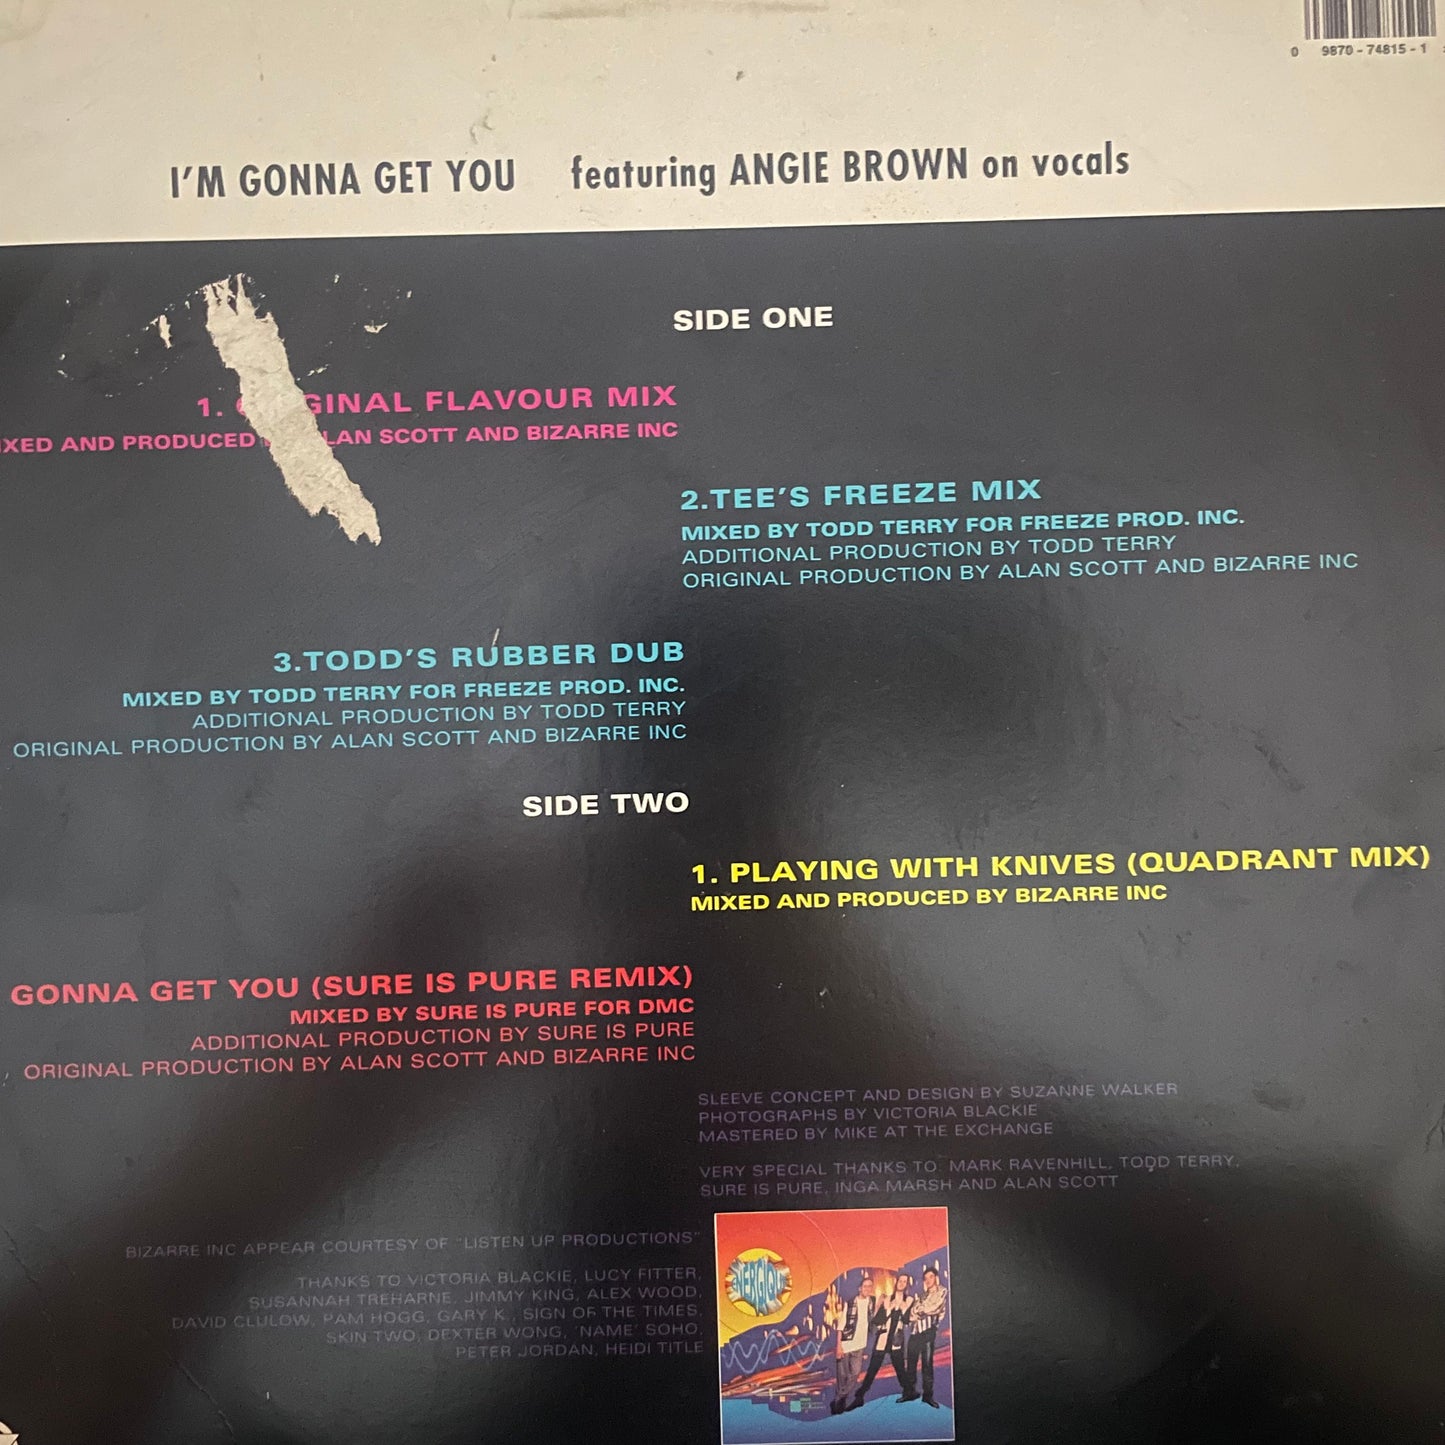 0 9870-74815-1
I'M GONNA GET YOU featuring ANGIE BROWN on vocals
SIDE ONE
1. GINAL FLAVOUR MIX
IXED AND PRODUCED LAN SCOTT AND BIZARRE INC
2.TEE'S FREEZE MIX
MIXED BY TODD TERRY FOR FREEZE PROD. INC.
ADDITIONAL PRODUCTION BY TODD TERRY
ORIGINAL PRODUCTION BY ALAN SCOTT AND BIZARRE INC
3.TODD'S RUBBER DUB
MIXED BY TODD TERRY FOR FREEZE PROD. INC.
ADDITIONAL PRODUCTION BY TODD TERRY
ORIGINAL PRODUCTION BY ALAN SCOTT AND BIZARRE INC
SIDE TWO
1. PLAYING WITH KNIVES (QUADRANT MIX)
MIXED AND PRODUCED BY BIZARRE INC
GONNA GET YOU (SURE IS PURE REMIX)
MIXED BY SURE IS PURE FOR DMC
ADDITIONAL PRODUCTION BY SURE IS PURE
ORIGINAL PRODUCTION BY ALAN SCOTT AND BIZARRE INC
SLEEVE CONCEPT AND DESIGN BY SUZANNE WALKER
PHOTOGRAPHS BY VICTORIA BLACKIE
MASTERED BY MIKE AT THE EXCHANGE
VERY SPECIAL THANKS TO: MARK RAVENHILL, TODD TERRY,
SURE IS PURE, INGA MARSH AND ALAN SCOTT
BIZARRE INC APPEAR COURTESY OF "LISTEN UP PRODUCTIONS"
THANKS TO VICTORIA BLACKIE, LUCY FITTER,
SUSANNAH TREHARNE, JIMMY KING, ALEX WOOD,
DAVID CLULOW, PAM HOGG, GARY K., SIGN OF THE TIMES,
SKIN TWO, DEXTER WONG, 'NAME' SOHO,
PETER JORDAN, HEIDI TITLE